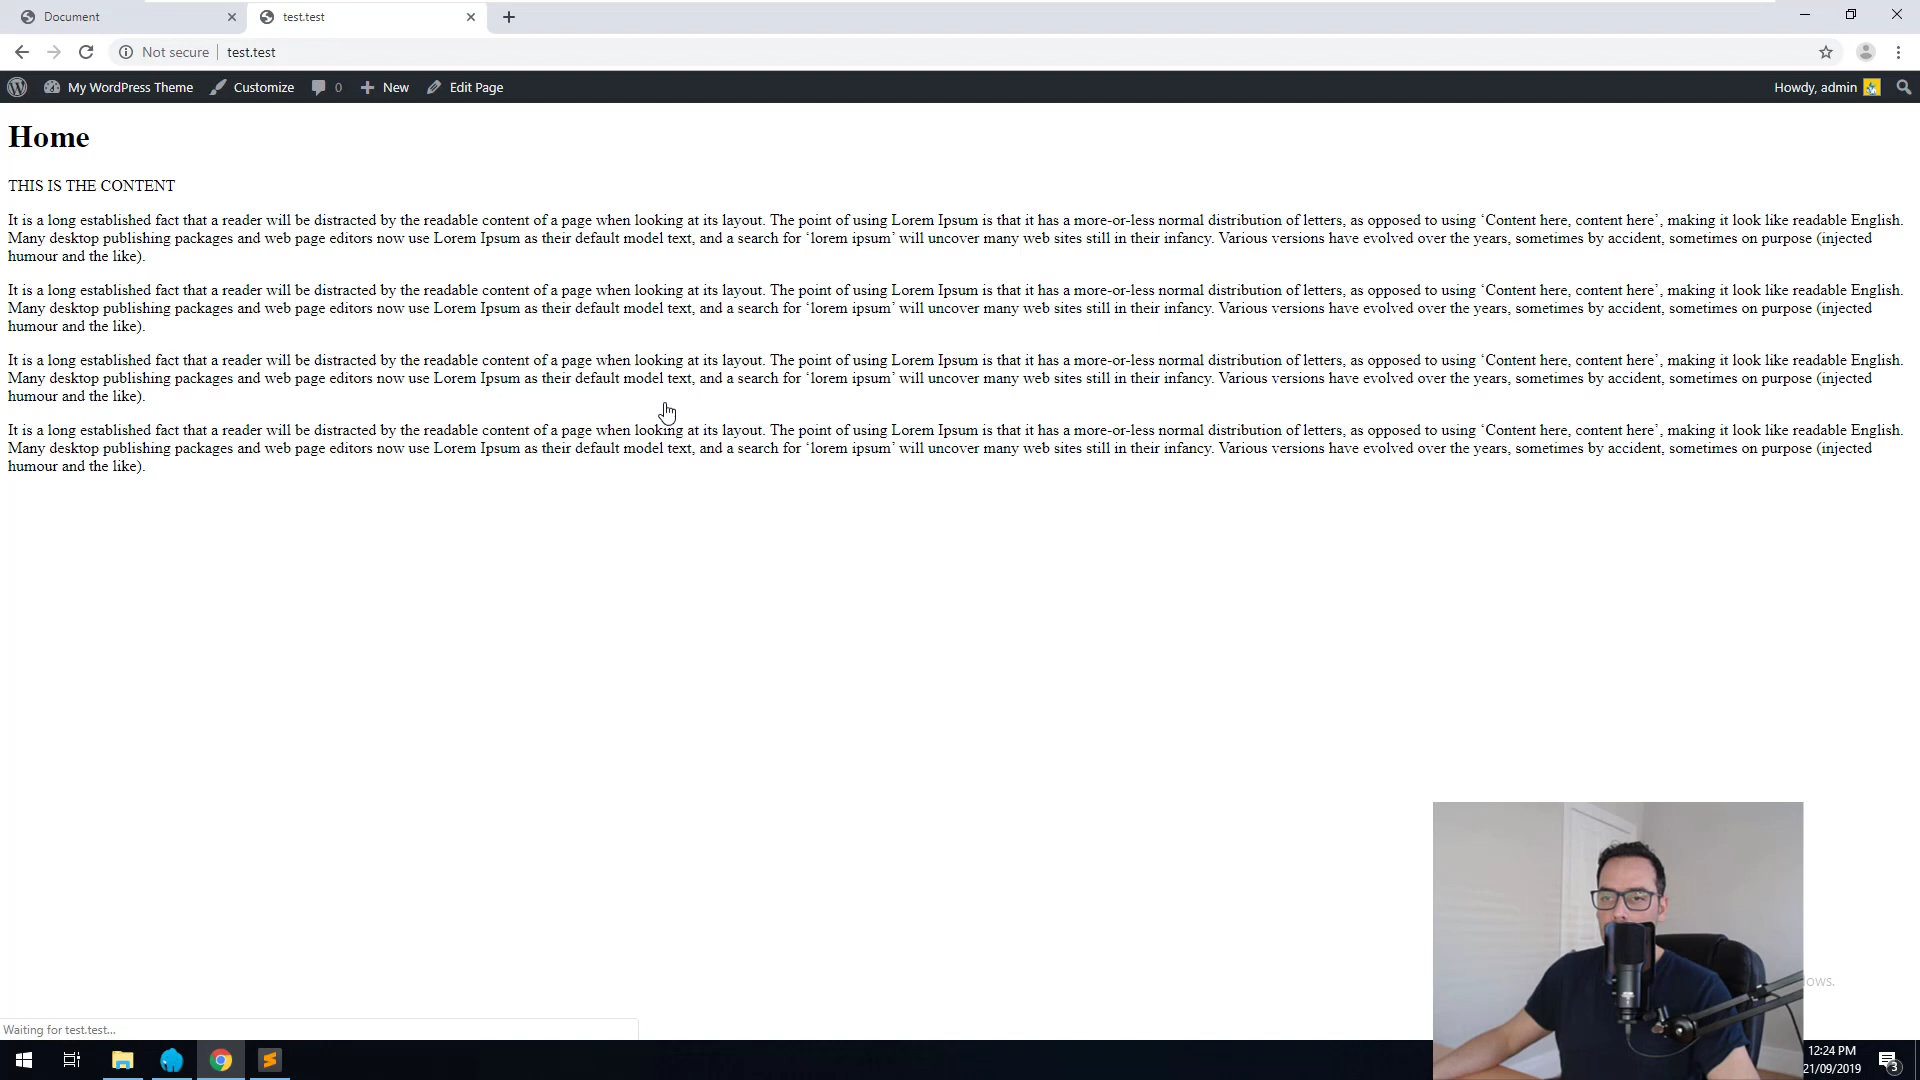 Document
test.test
Not secure
test.test
My WordPress Theme
Customize
0
New
Edit Page
Howdy, admin
Home
THIS IS THE CONTENT
It is a long established fact that a reader will be distracted by the readable content of a page when looking at its layout. The point of using Lorem Ipsum is that it has a more-or-less normal distribution of letters, as opposed to using ‘Content here, content here’, making it look like readable English.
Many desktop publishing packages and web page editors now use Lorem Ipsum as their default model text, and a search for ‘lorem ipsum’ will uncover many web sites still in their infancy. Various versions have evolved over the years, sometimes by accident, sometimes on purpose (injected
humour and the like).
It is a long established fact that a reader will be distracted by the readable content of a page when looking at its layout. The point of using Lorem Ipsum is that it has a more-or-less normal distribution of letters, as opposed to using ‘Content here, content here’, making it look like readable English.
Many desktop publishing packages and web page editors now use Lorem Ipsum as their default model text, and a search for ‘lorem ipsum’ will uncover many web sites still in their infancy. Various versions have evolved over the years, sometimes by accident, sometimes on purpose (injected
humour and the like).
It is a long established fact that a reader will be distracted by the readable content of a page when looking at its layout. The point of using Lorem Ipsum is that it has a more-or-less normal distribution of letters, as opposed to using ‘Content here, content here’, making it look like readable English.
Many desktop publishing packages and web page editors now use Lorem Ipsum as their default model text, and a search for ‘lorem ipsum’ will uncover many web sites still in their infancy. Various versions have evolved over the years, sometimes by accident, sometimes on purpose (injected
humour and the like).
It is a long established fact that a reader will be distracted by the readable content of a page when looking at its layout. The point of using Lorem Ipsum is that it has a more-or-less normal distribution of letters, as opposed to using ‘Content here, content here’, making it look like readable English.
Many desktop publishing packages and web page editors now use Lorem Ipsum as their default model text, and a search for ‘lorem ipsum’ will uncover many web sites still in their infancy. Various versions have evolved over the years, sometimes by accident, sometimes on purpose (injected
humour and the like).
ows.
Waiting for test.test...
12:24 PM
21/09/2019
3